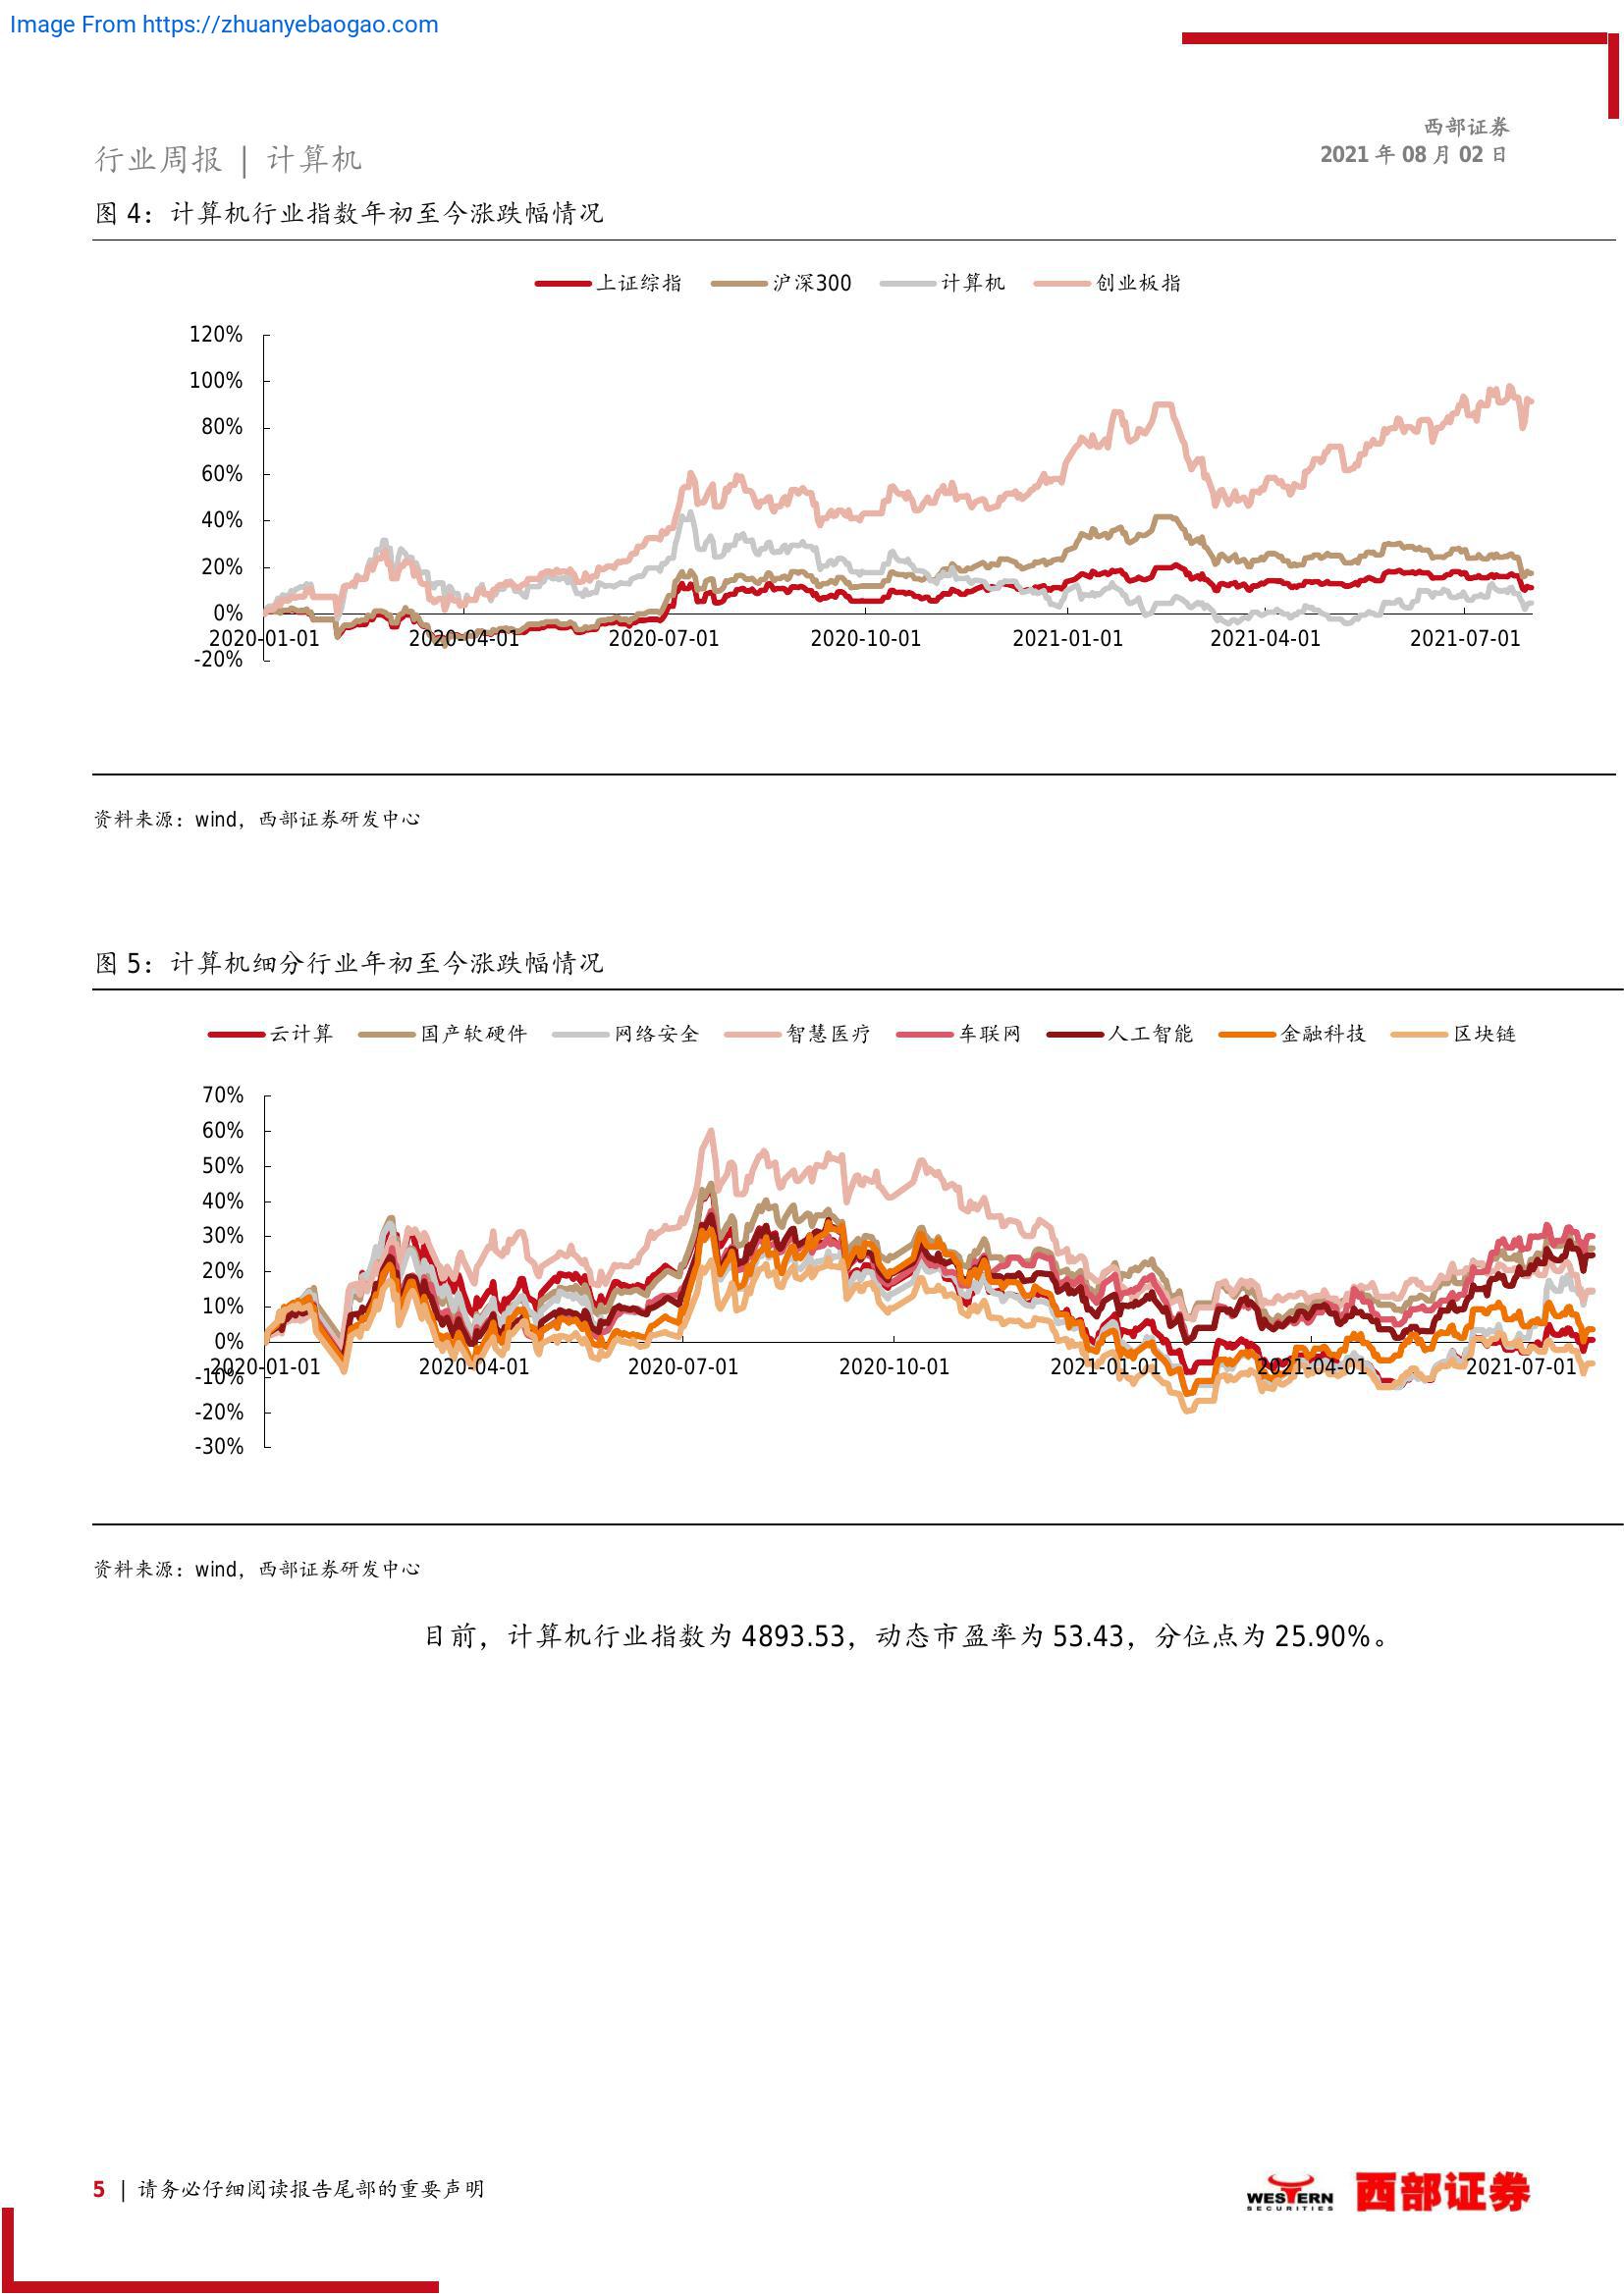 Image From https://zhuanyebaogao.com
西部证券
2021 年 08 月 02 日
行业周报 | 计算机
图 4：计算机行业指数年初至今涨跌幅情况
上证综指 沪深300 计算机 创业板指
120%
100%
80%
60%
40%
20%
0%
2020-01-01 2020-04-01 2020-07-01 2020-10-01 2021-01-01 2021-04-01 2021-07-01
-20%
资料来源：wind，西部证券研发中心
图 5：计算机细分行业年初至今涨跌幅情况
云计算 国产软硬件 网络安全 智慧医疗 车联网 人工智能 金融科技 区块链
70%
60%
50%
40%
30%
20%
10%
0%
2020-01-01 2020-04-01 2020-07-01 2020-10-01 2021-01-01 2021-04-01 2021-07-01
-10%
-20%
-30%
资料来源：wind，西部证券研发中心
目前，计算机行业指数为 4893.53，动态市盈率为 53.43，分位点为 25.90%。
5 | 请务必仔细阅读报告尾部的重要声明
WESTERN
SECURITIES
西部证券